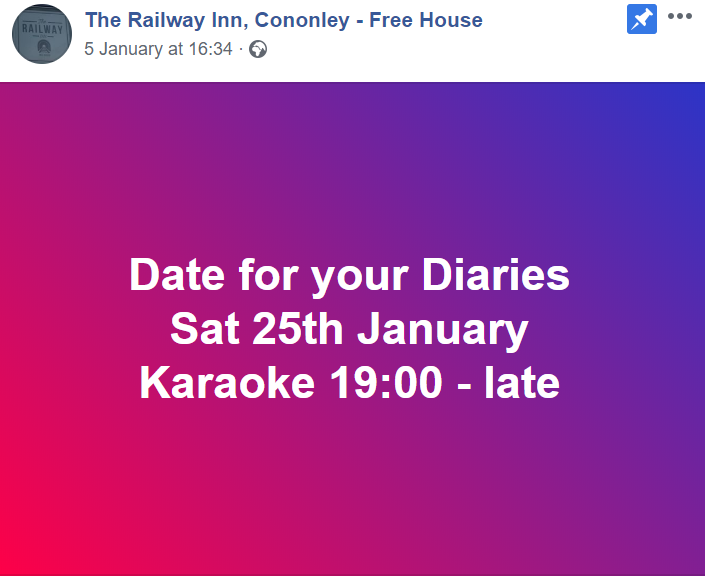 The Railway Inn, Cononley - Free House
5 January at 16:34 ·
RAILWAY
Date for your Diaries
Sat 25th January
Karaoke 19:00 - late